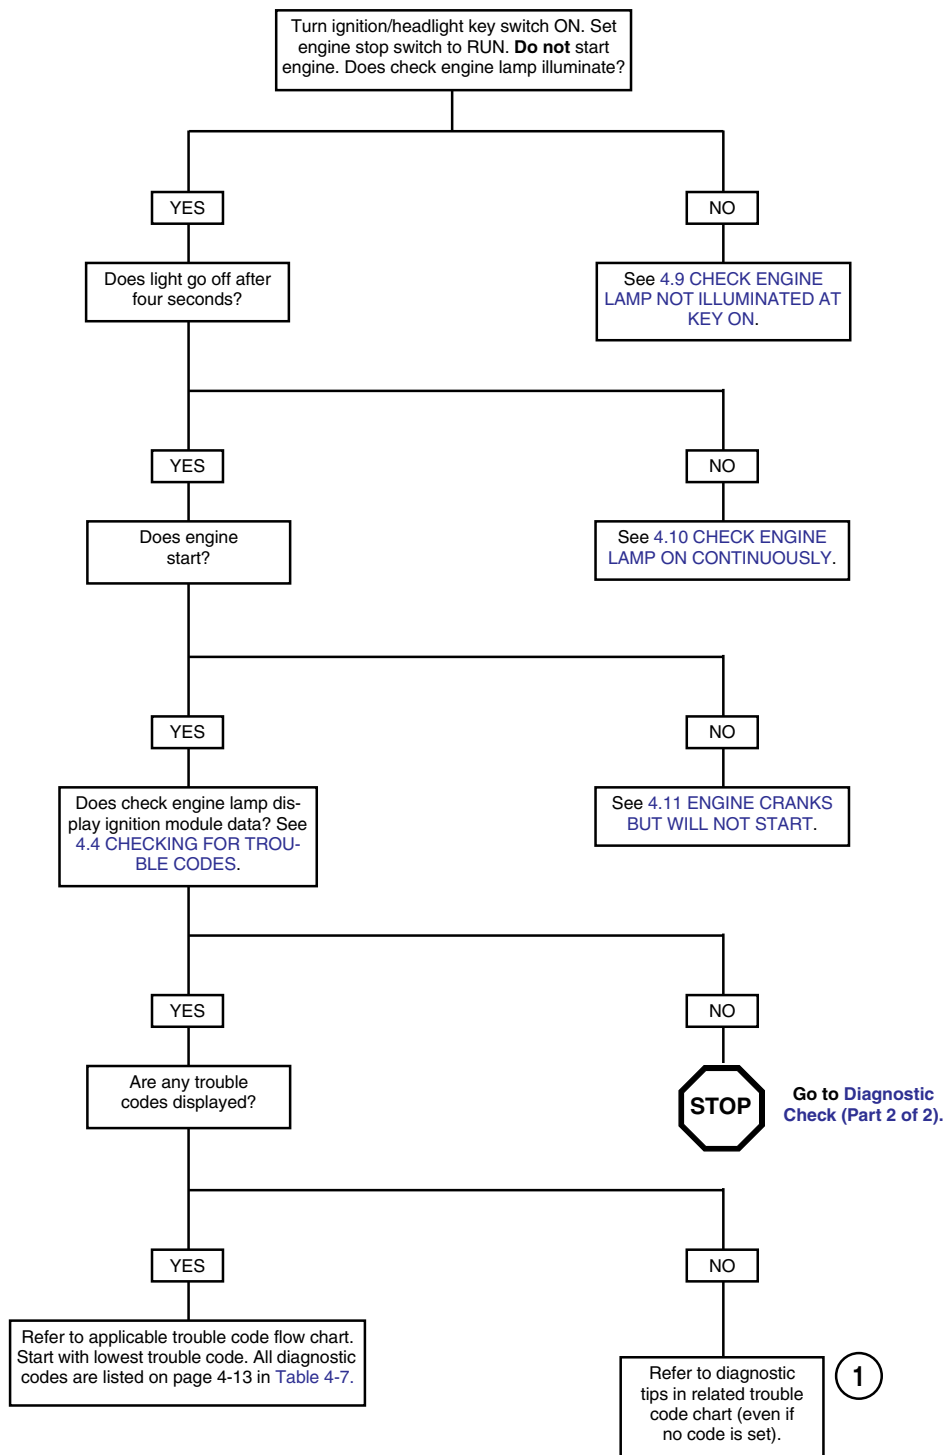 Turn ignition/headlight key switch ON. Set
engine stop switch to RUN. Do not start
engine. Does check engine lamp illuminate?
YES
NO
Does light go off after
four seconds?
See 4.9 CHECK ENGINE
LAMP NOT ILLUMINATED AT
KEY ON.
YES
NO
Does engine
start?
See 4.10 CHECK ENGINE
LAMP ON CONTINUOUSLY.
YES
NO
Does check engine lamp dis-
play ignition module data? See
4.4 CHECKING FOR TROU-
BLE CODES.
See 4.11 ENGINE CRANKS
BUT WILL NOT START.
YES
NO
Are any trouble
codes displayed?
STOP
Go to Diagnostic
Check (Part 2 of 2).
YES
NO
Refer to applicable trouble code flow chart.
Start with lowest trouble code. All diagnostic
codes are listed on page 4-13 in Table 4-7.
Refer to diagnostic
tips in related trouble
code chart (even if
no code is set).
1